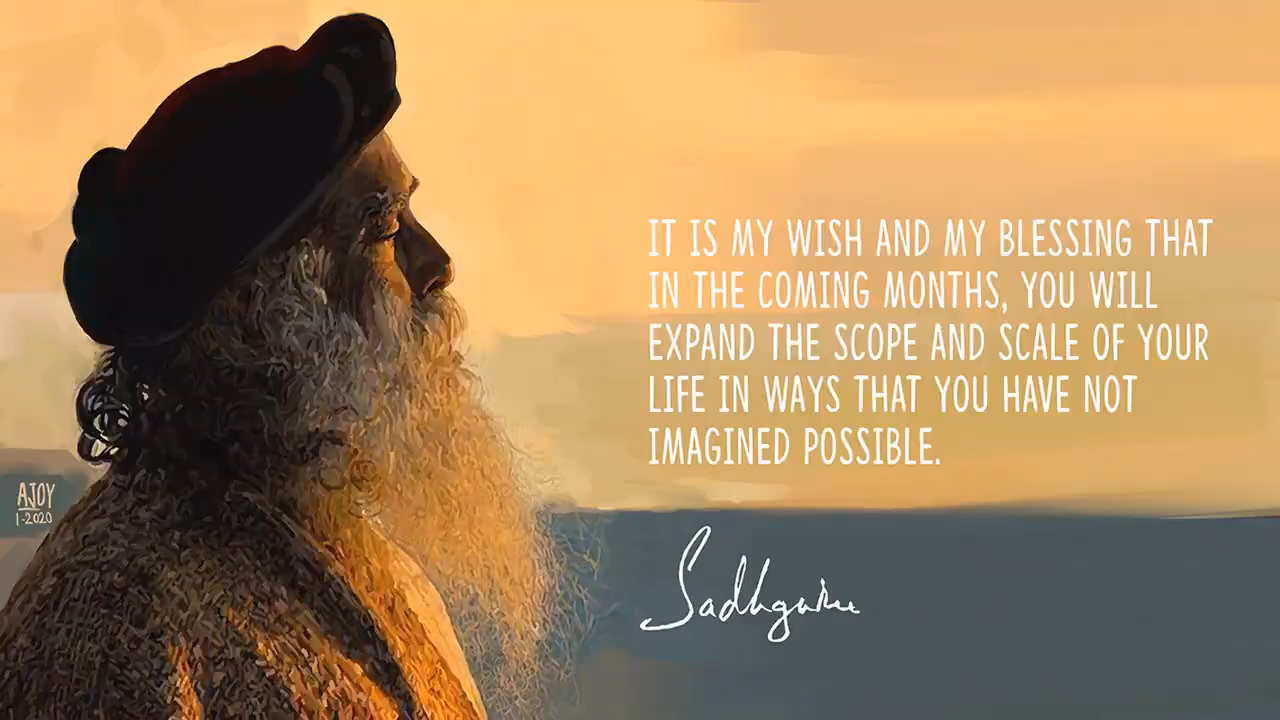 IT IS MY WISH AND MY BLESSING THAT
IN THE COMING MONTHS, YOU WILL
EXPAND THE SCOPE AND SCALE OF YOUR
LIFE IN WAYS THAT YOU HAVE NOT
IMAGINED POSSIBLE.
Sadhguru
AJOY
1-2020